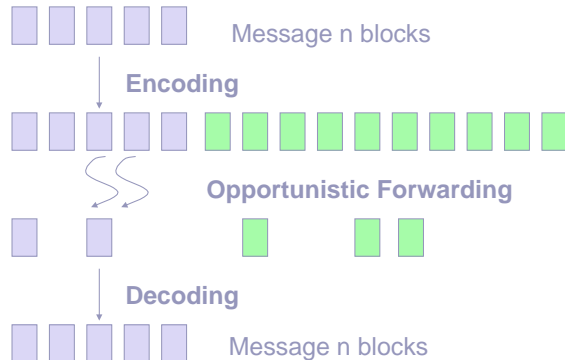 Message n blocks
Encoding
Opportunistic Forwarding
Decoding
Message n blocks